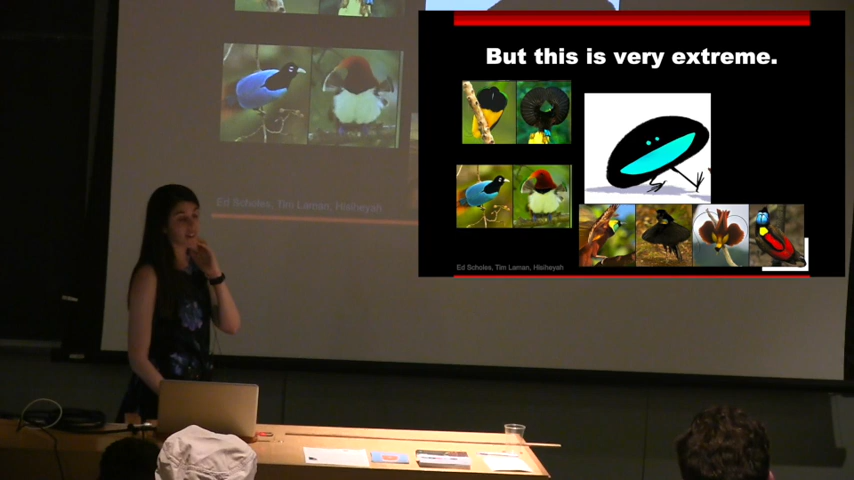 But this is very extreme.
Ed Scholes, Tim Laman, Hisiheyah
Ed Scholes, Tim Laman, Hisiheyah